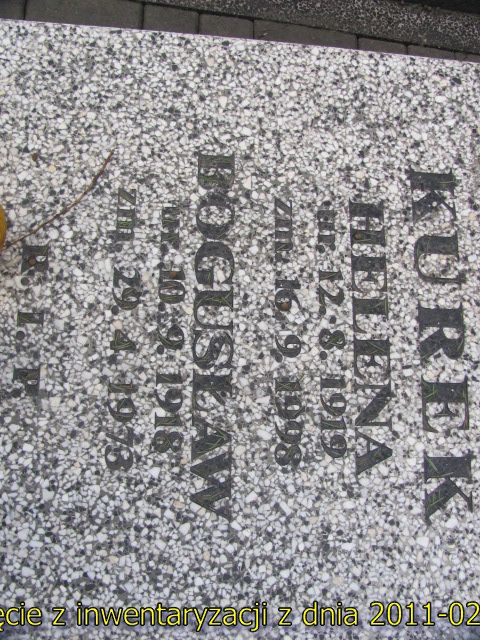 KUREK
HELENA
ur. 12. 8. 1919
zm. 16. 9. 1998
BOGUSŁAW
ur. 10. 9. 1918
zm. 29. 4. 1973
R. I. P.
ęcie z inwentaryzacji z dnia 2011-02